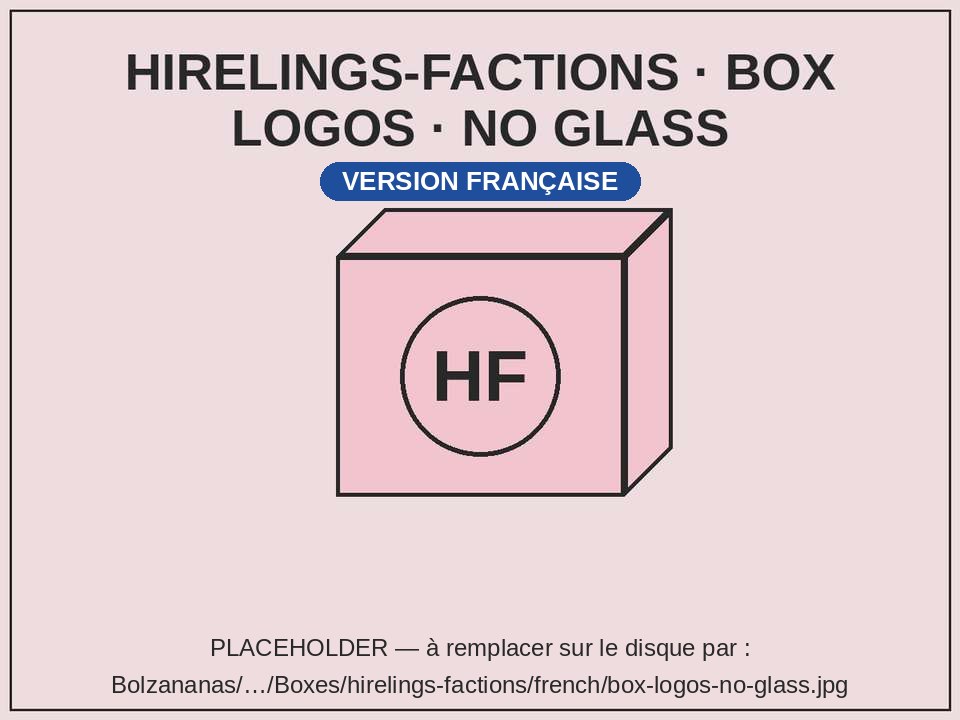 HIRELINGS-FACTIONS · BOX
LOGOS · NO GLASS
VERSION FRANÇAISE
HF
PLACEHOLDER — à remplacer sur le disque par :
Bolzananas/…/Boxes/hirelings-factions/french/box-logos-no-glass.jpg